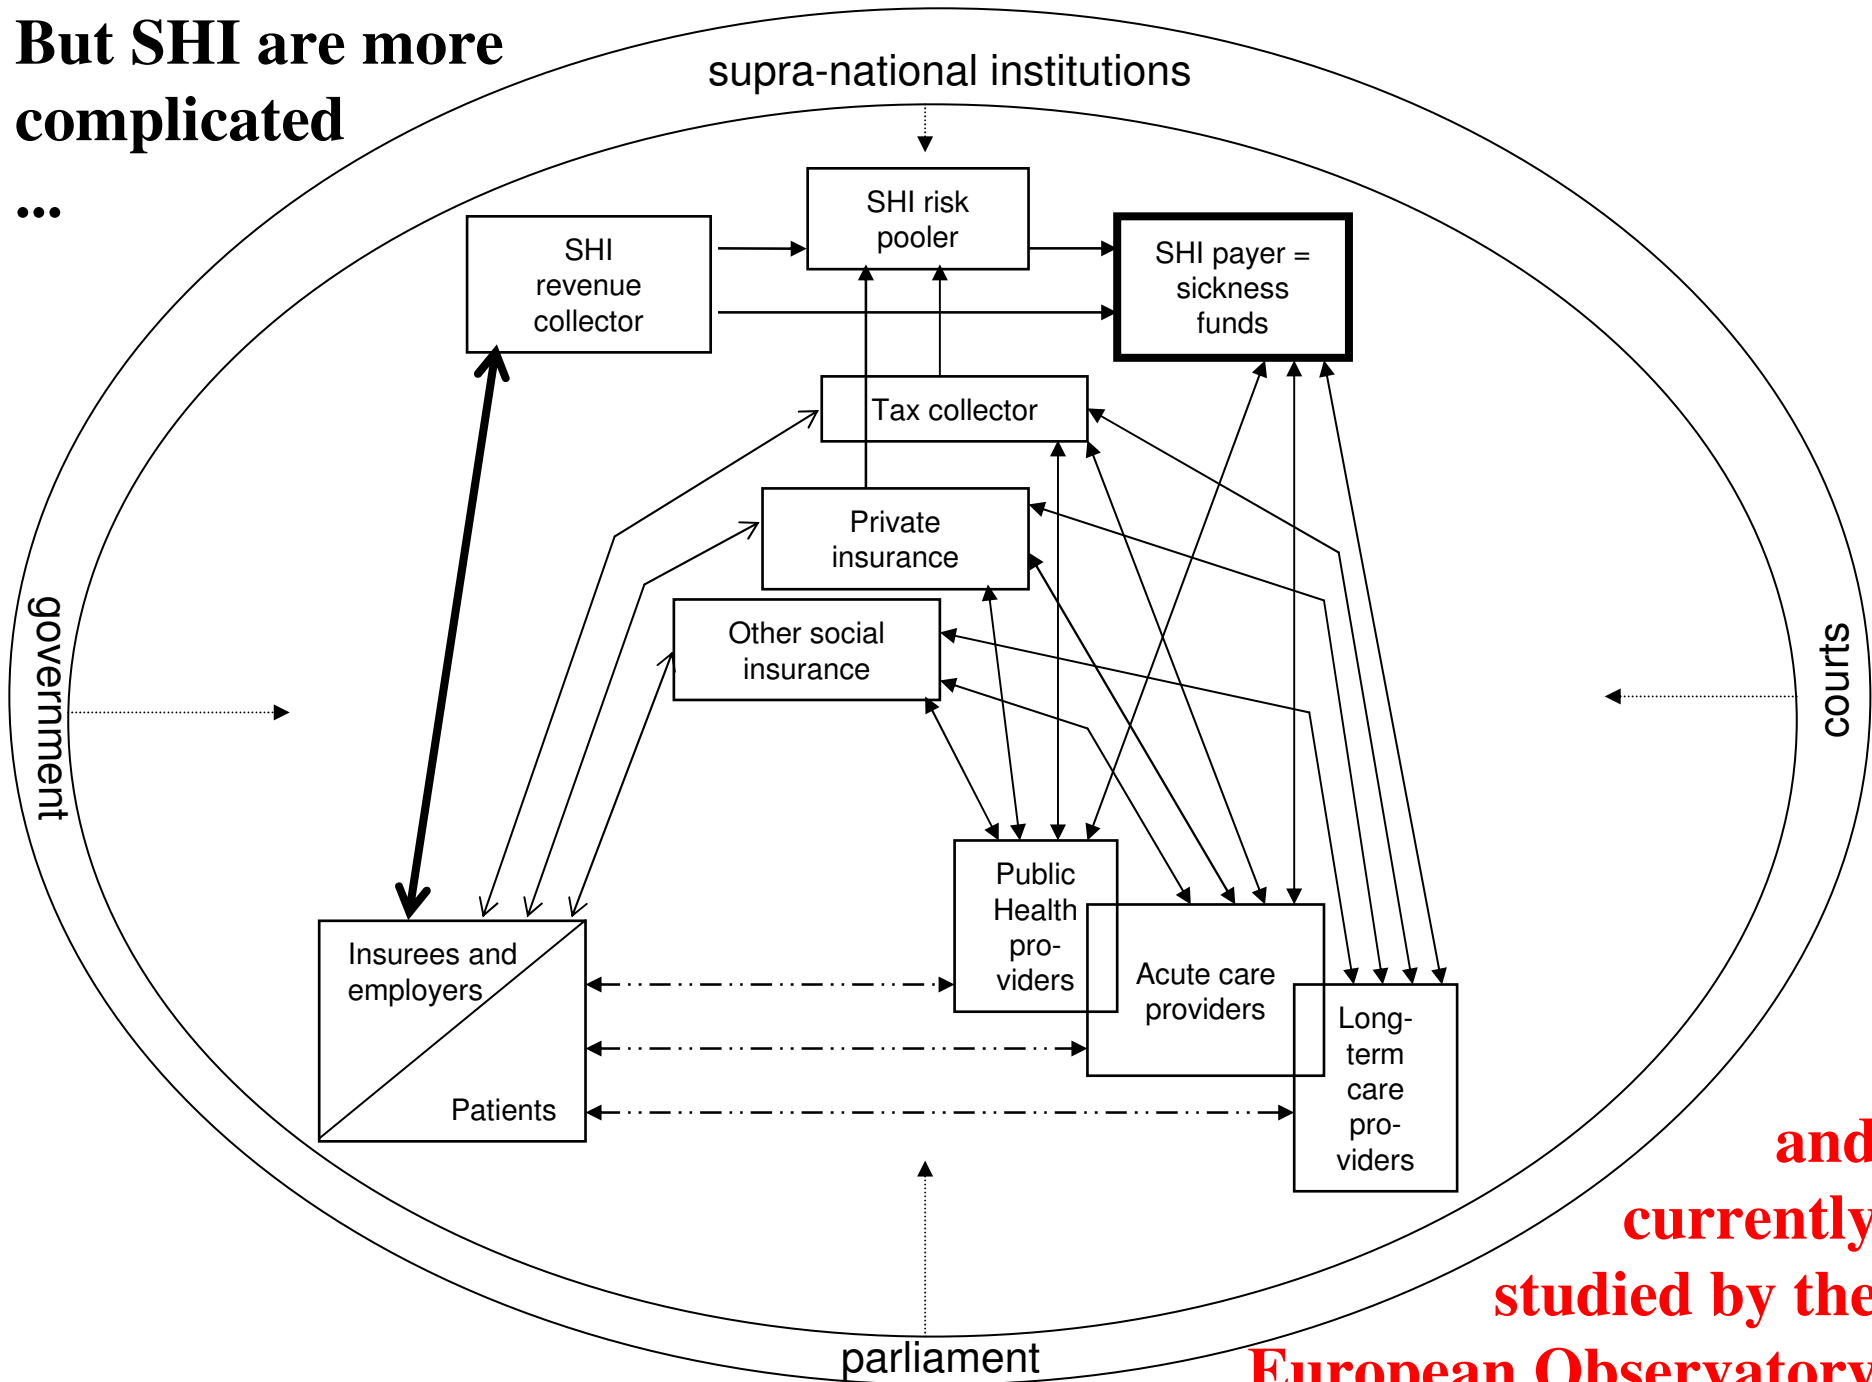 But SHI are more
complicated
...
supra-national institutions
SHI risk
pooler
SHI
revenue
collector
SHI payer =
sickness
funds
Tax collector
Private
insurance
Other social
insurance
government
courts
Public
Health
pro-
viders
Acute care
providers
Long-
term
care
pro-
viders
Insurees and
employers
Patients
parliament
and
currently
studied by the
European Observatory